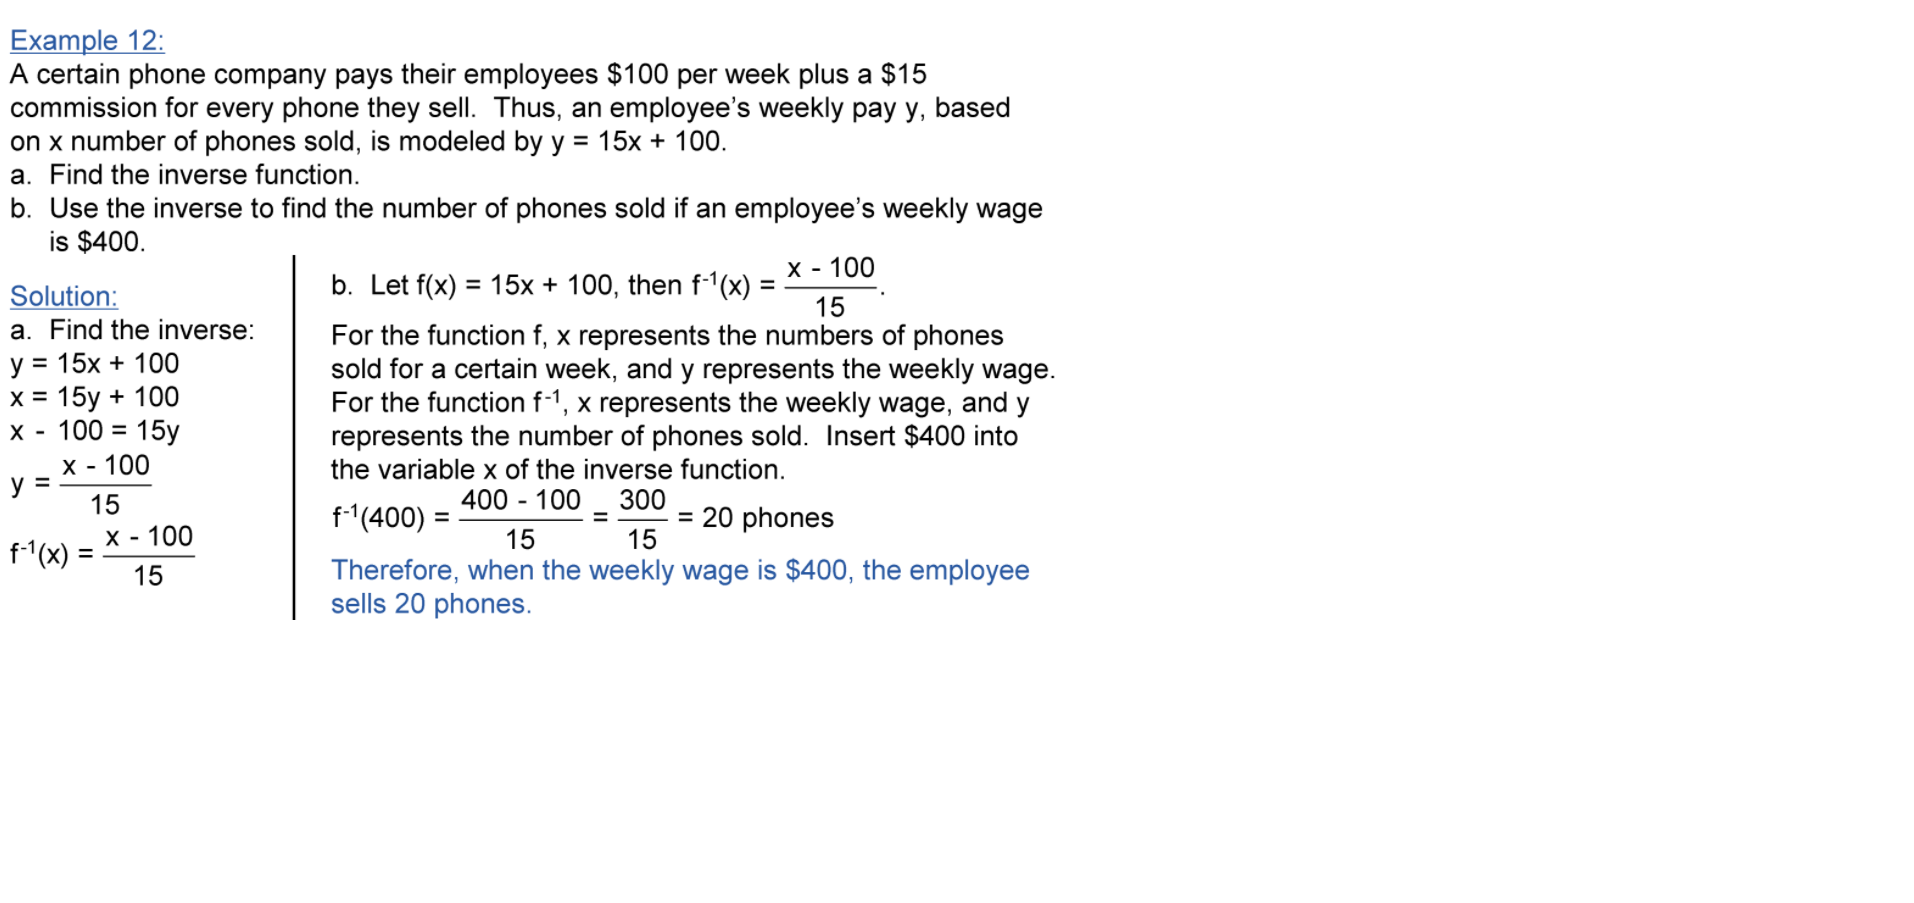 Example 12:
A certain phone company pays their employees $100 per week plus a $15
commission for every phone they sell.  Thus, an employee's weekly pay y, based
on x number of phones sold, is modeled by y = 15x + 100.
a.  Find the inverse function.
b.  Use the inverse to find the number of phones sold if an employee's weekly wage
is $400.
Solution:
a.  Find the inverse:
y = 15x + 100
x = 15y + 100
x - 100 = 15y
y = (x - 100)/15
f⁻¹(x) = (x - 100)/15
b.  Let f(x) = 15x + 100, then f⁻¹(x) = (x - 100)/15.
For the function f, x represents the numbers of phones
sold for a certain week, and y represents the weekly wage.
For the function f⁻¹, x represents the weekly wage, and y
represents the number of phones sold.  Insert $400 into
the variable x of the inverse function.
f⁻¹(400) = (400 - 100)/15 = 300/15 = 20 phones
Therefore, when the weekly wage is $400, the employee
sells 20 phones.